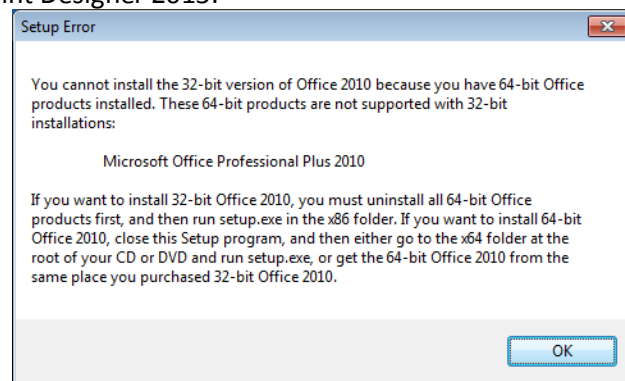 nt Designer 2013.
Setup Error
You cannot install the 32-bit version of Office 2010 because you have 64-bit Office
products installed. These 64-bit products are not supported with 32-bit
installations:
Microsoft Office Professional Plus 2010
If you want to install 32-bit Office 2010, you must uninstall all 64-bit Office
products first, and then run setup.exe in the x86 folder. If you want to install 64-bit
Office 2010, close this Setup program, and then either go to the x64 folder at the
root of your CD or DVD and run setup.exe, or get the 64-bit Office 2010 from the
same place you purchased 32-bit Office 2010.
OK